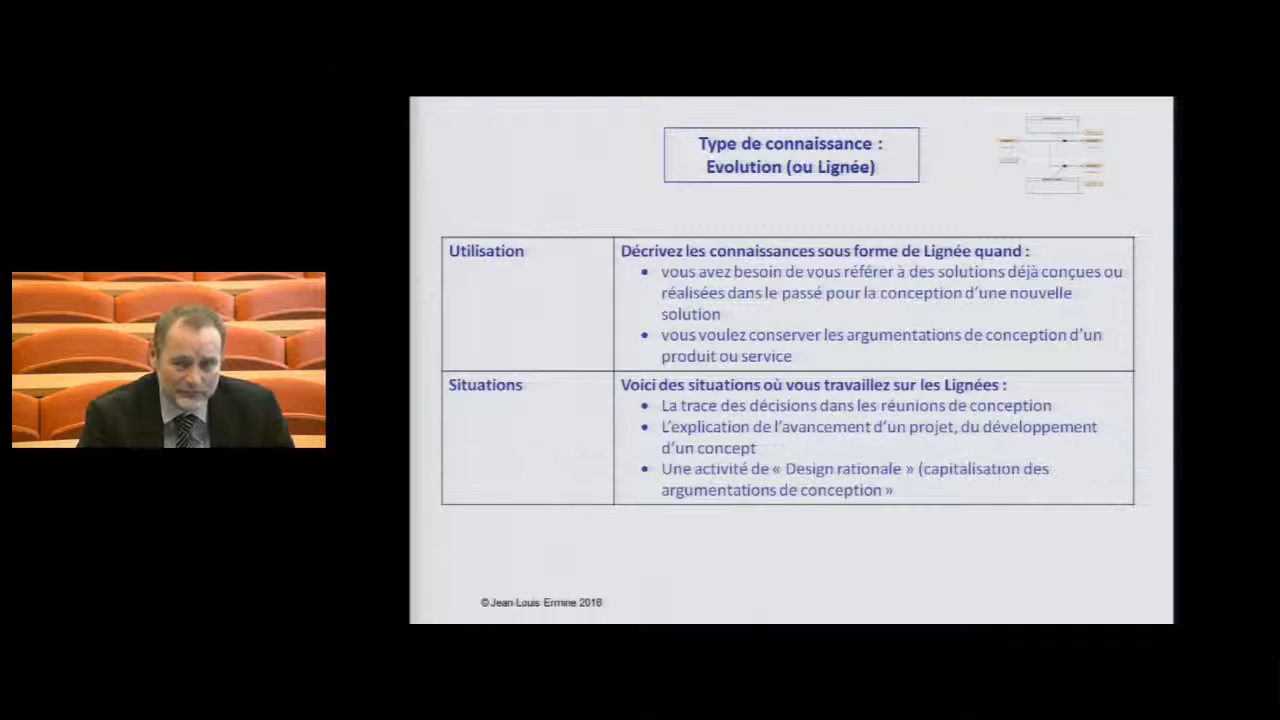 Type de connaissance :
Evolution (ou Lignée)
Utilisation
Décrivez les connaissances sous forme de Lignée quand :
• vous avez besoin de vous référer à des solutions déjà conçues ou
réalisées dans le passé pour la conception d'une nouvelle
solution
• vous voulez conserver les argumentations de conception d'un
produit ou service
Situations
Voici des situations où vous travaillez sur les Lignées :
• La trace des décisions dans les réunions de conception
• L'explication de l'avancement d'un projet, du développement
d'un concept
• Une activité de « Design rationale » (capitalisation des
argumentations de conception »
©Jean-Louis Ermine 2016